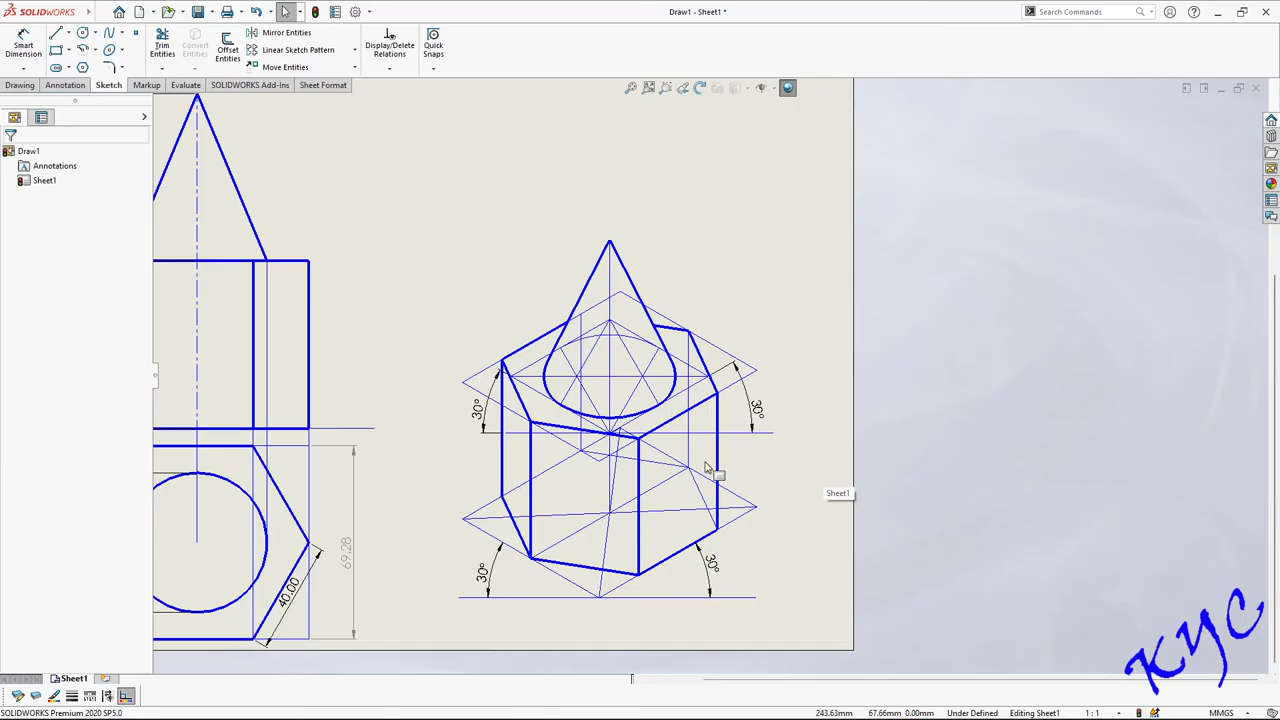 SOLIDWORKS
Draw1 - Sheet1 *
Search Commands
Smart Dimension
Trim Entities
Convert Entities
Offset Entities
Mirror Entities
Linear Sketch Pattern
Move Entities
Display/Delete Relations
Quick Snaps
Drawing Annotation Sketch Markup Evaluate SOLIDWORKS Add-Ins Sheet Format
Draw1
Annotations
Sheet1
30°
30°
Sheet1
30°
30°
69.28
40.00
KYC
Sheet1
SOLIDWORKS Premium 2020 SP5.0
243.63mm 67.66mm 0.00mm Under Defined Editing Sheet1 1 : 1 MMGS